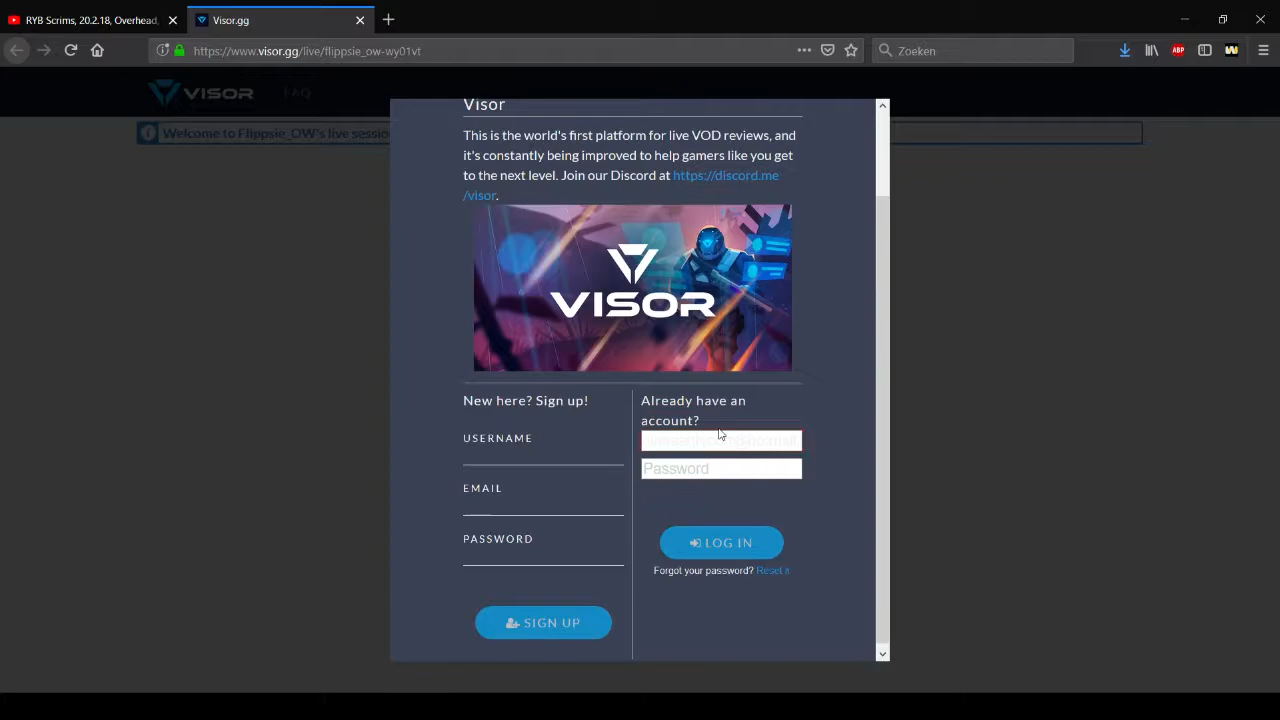 RYB Scrims, 20.2.18, Overhead,
Visor.gg
https://www.visor.gg/live/flippsie_ow-wy01vt
Zoeken
ABP
VISOR
FAQ
Welcome to Flippsie_OW's live sessio
Visor
This is the world's first platform for live VOD reviews, and
it's constantly being improved to help gamers like you get
to the next level. Join our Discord at https://discord.me
/visor.
VISOR
New here? Sign up!
USERNAME
EMAIL
PASSWORD
SIGN UP
Already have an
account?
Password
LOG IN
Forgot your password? Reset it